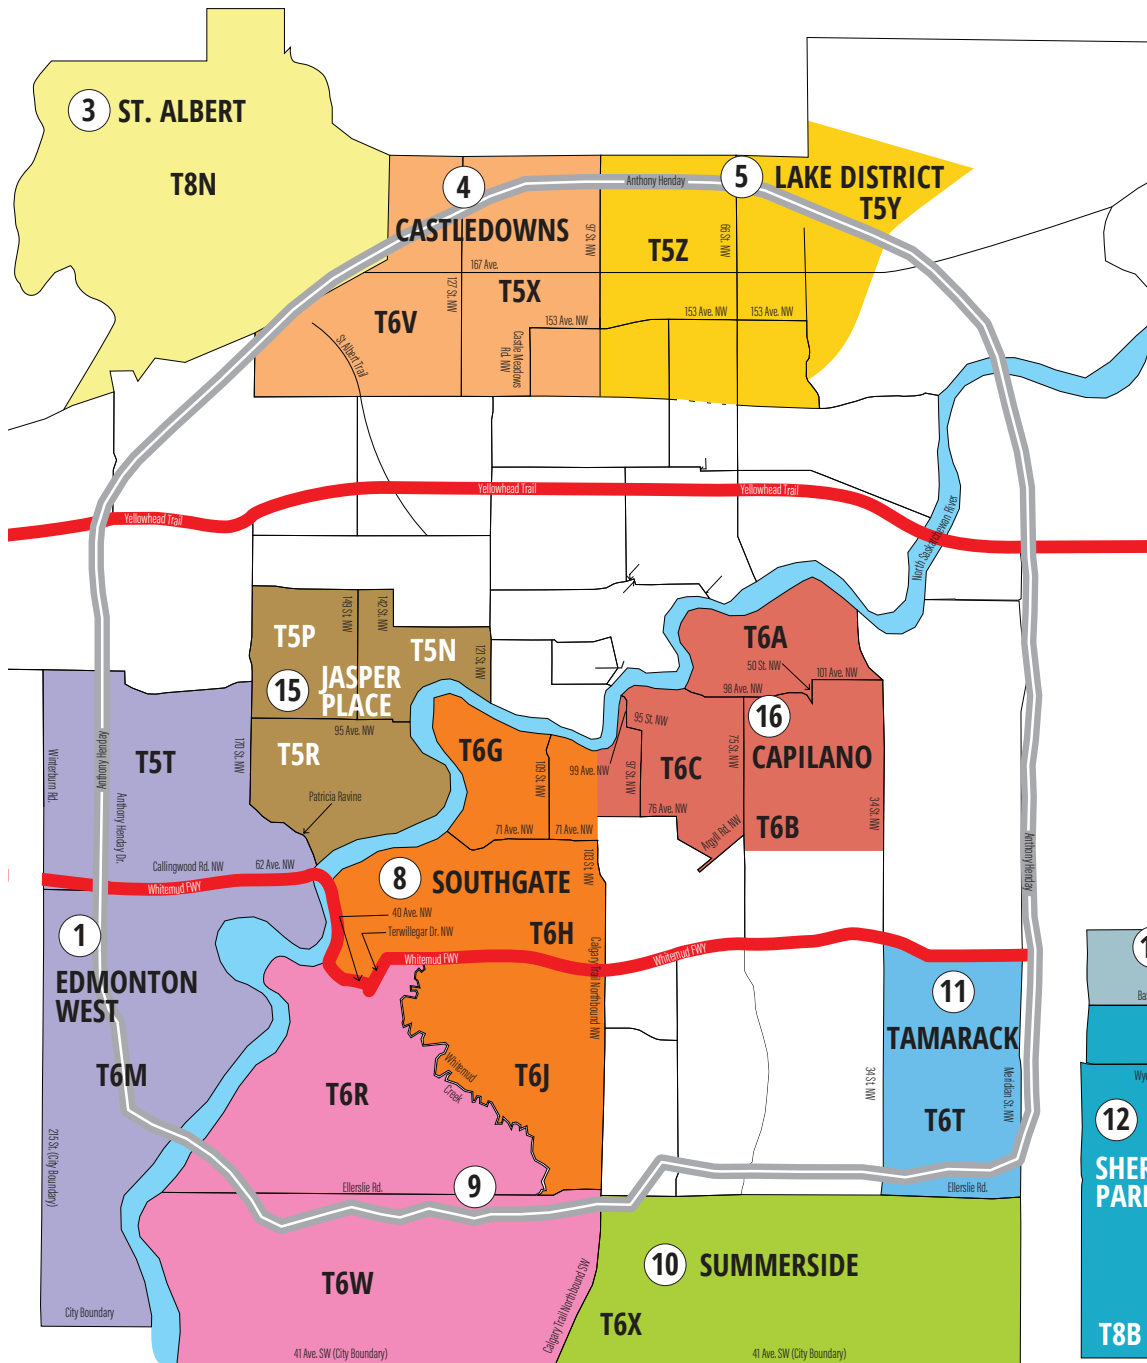 3 ST. ALBERT
T8N
4
CASTLEDOWNS
Anthony Henday
5 LAKE DISTRICT
T5Y
97 St. NW
T5Z
66 St. NW
167 Ave.
127 St. NW
T5X
T6V
153 Ave. NW
153 Ave. NW
153 Ave. NW
St. Albert Trail
Castle Meadows
Rd. NW
Yellowhead Trail
Yellowhead Trail
Yellowhead Trail
North Saskatchewan River
T5P
149 St. NW
142 St. NW
T5N
121 St. NW
15 JASPER
PLACE
95 Ave. NW
T5R
Patricia Ravine
T6A
50 St. NW
101 Ave. NW
98 Ave. NW
16
CAPILANO
95 St. NW
99 Ave. NW
97 St. NW
T6C
75 St. NW
76 Ave. NW
Argyll Rd. NW
T6B
34 St. NW
T6G
109 St. NW
71 Ave. NW
71 Ave. NW
103 St. NW
Winterburn Rd.
Anthony Henday
T5T
170 St. NW
Anthony Henday Dr.
Callingwood Rd. NW
62 Ave. NW
Whitemud FWY
8 SOUTHGATE
40 Ave. NW
Terwillegar Dr. NW
T6H
Whitemud FWY
Whitemud FWY
Calgary Trail Northbound NW
Anthony Henday
1
EDMONTON
WEST
T6M
215 St. (City Boundary)
City Boundary
T6R
Whitemud
Creek
T6J
Ellerslie Rd.
9
T6W
Calgary Trail Northbound SW
41 Ave. SW (City Boundary)
11
TAMARACK
34 St. NW
Meridian St. NW
T6T
Ellerslie Rd.
10 SUMMERSIDE
T6X
41 Ave. SW (City Boundary)
1
Ba
Wy
12
SHER
PARK
T8B